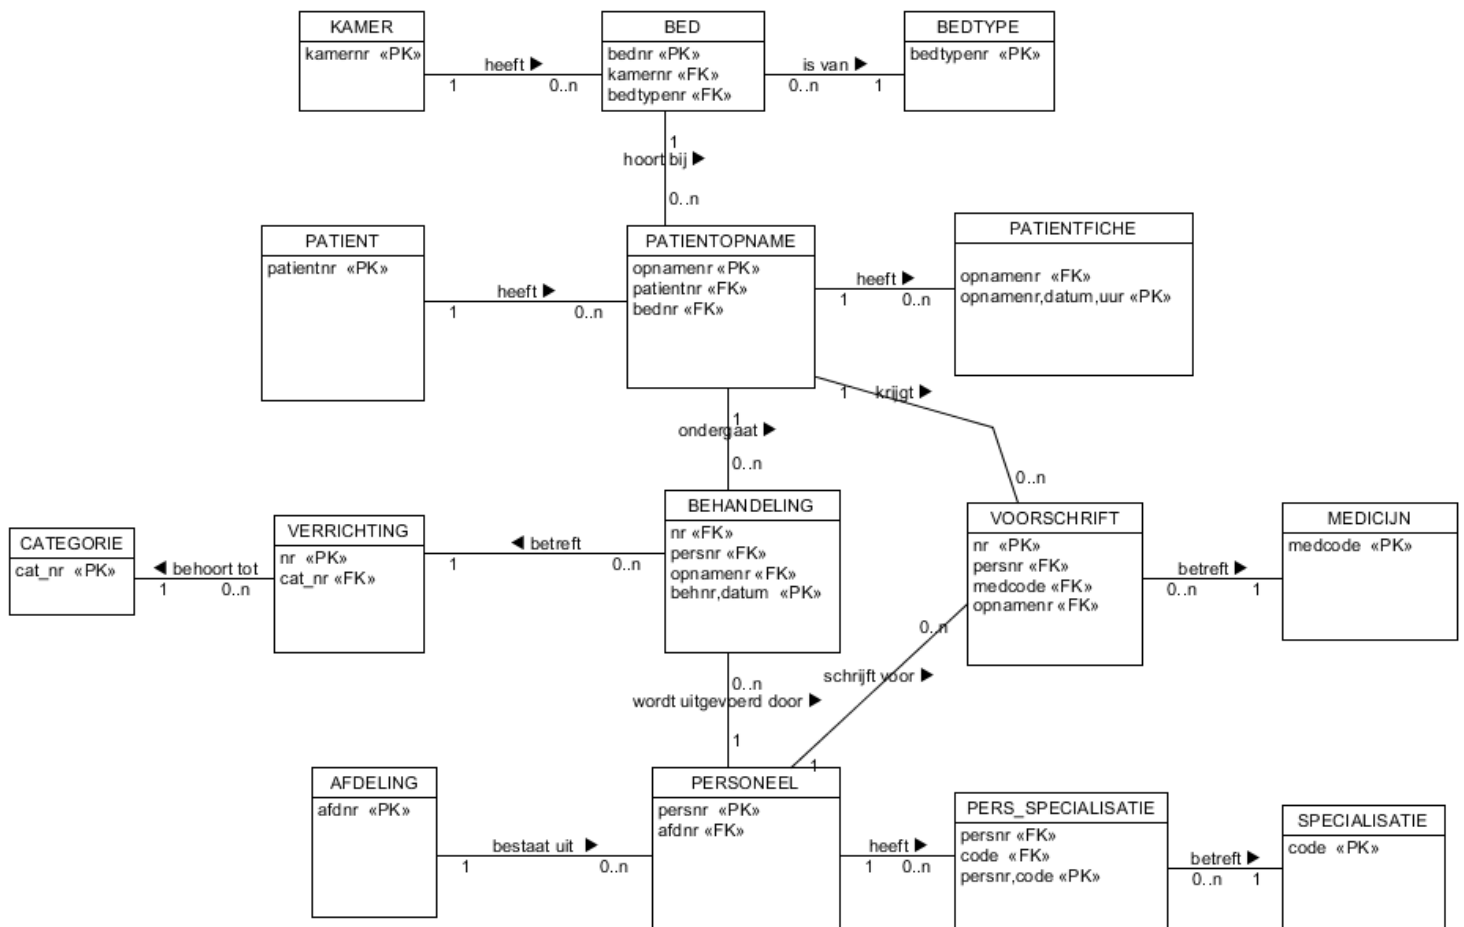 KAMER
kamernr «PK»
heeft ►
1
0..n
BED
bednr «PK»
kamernr «FK»
bedtypenr «FK»
is van ►
0..n
1
BEDTYPE
bedtypenr «PK»
1
hoort bij ►
0..n
PATIENT
patientnr «PK»
heeft ►
1
0..n
PATIENTOPNAME
opnamenr «PK»
patientnr «FK»
bednr «FK»
heeft ►
1
0..n
PATIENTFICHE
opnamenr «FK»
opnamenr,datum,uur «PK»
1
krijgt ►
0..n
1
ondergaat ►
0..n
CATEGORIE
cat_nr «PK»
◄ behoort tot
1
0..n
VERRICHTING
nr «PK»
cat_nr «FK»
◄ betreft
1
0..n
BEHANDELING
nr «FK»
persnr «FK»
opnamenr «FK»
behnr,datum «PK»
VOORSCHRIFT
nr «PK»
persnr «FK»
medcode «FK»
opnamenr «FK»
betreft ►
0..n
1
MEDICIJN
medcode «PK»
0..n
schrijft voor ►
1
0..n
wordt uitgevoerd door ►
1
AFDELING
afdnr «PK»
bestaat uit ►
1
0..n
PERSONEEL
persnr «PK»
afdnr «FK»
heeft ►
1
0..n
PERS_SPECIALISATIE
persnr «FK»
code «FK»
persnr,code «PK»
betreft ►
0..n
1
SPECIALISATIE
code «PK»